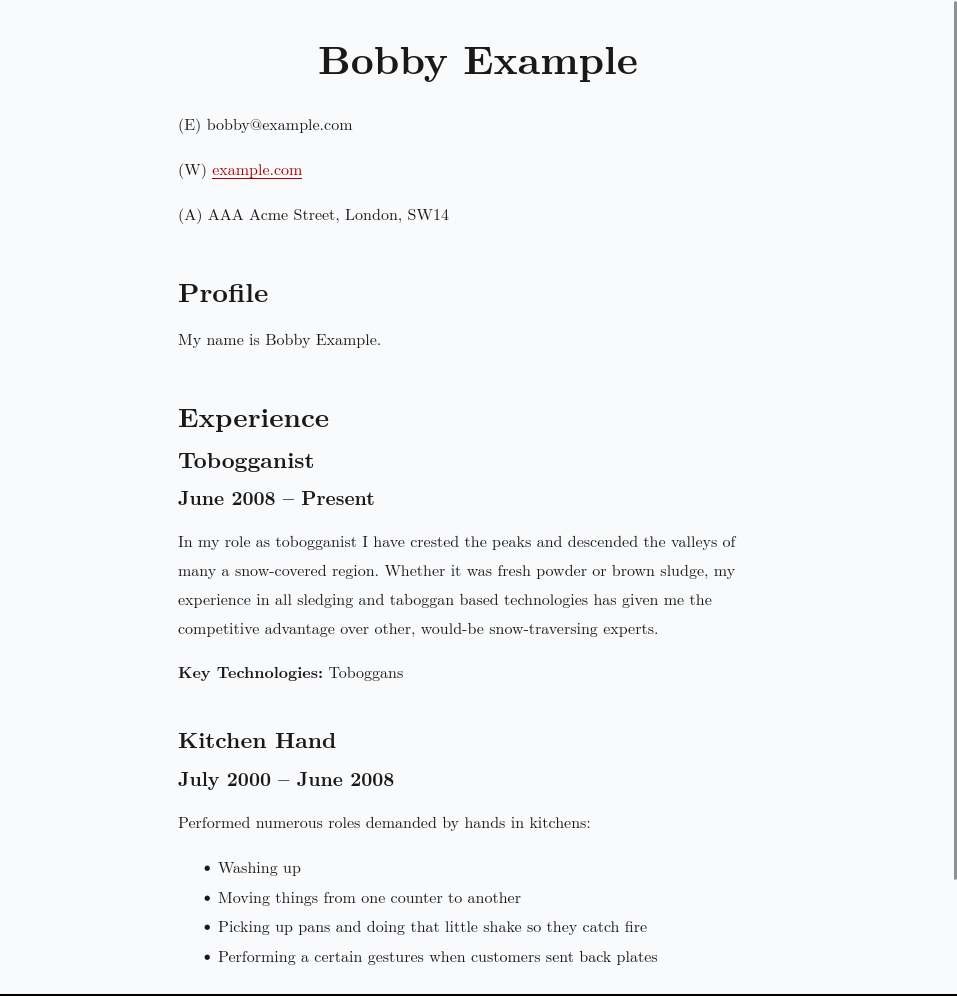 Bobby Example
(E) bobby@example.com
(W) example.com
(A) AAA Acme Street, London, SW14
Profile
My name is Bobby Example.
Experience
Tobogganist
June 2008 – Present
In my role as tobogganist I have crested the peaks and descended the valleys of
many a snow-covered region. Whether it was fresh powder or brown sludge, my
experience in all sledging and taboggan based technologies has given me the
competitive advantage over other, would-be snow-traversing experts.
Key Technologies: Toboggans
Kitchen Hand
July 2000 – June 2008
Performed numerous roles demanded by hands in kitchens:
• Washing up
• Moving things from one counter to another
• Picking up pans and doing that little shake so they catch fire
• Performing a certain gestures when customers sent back plates